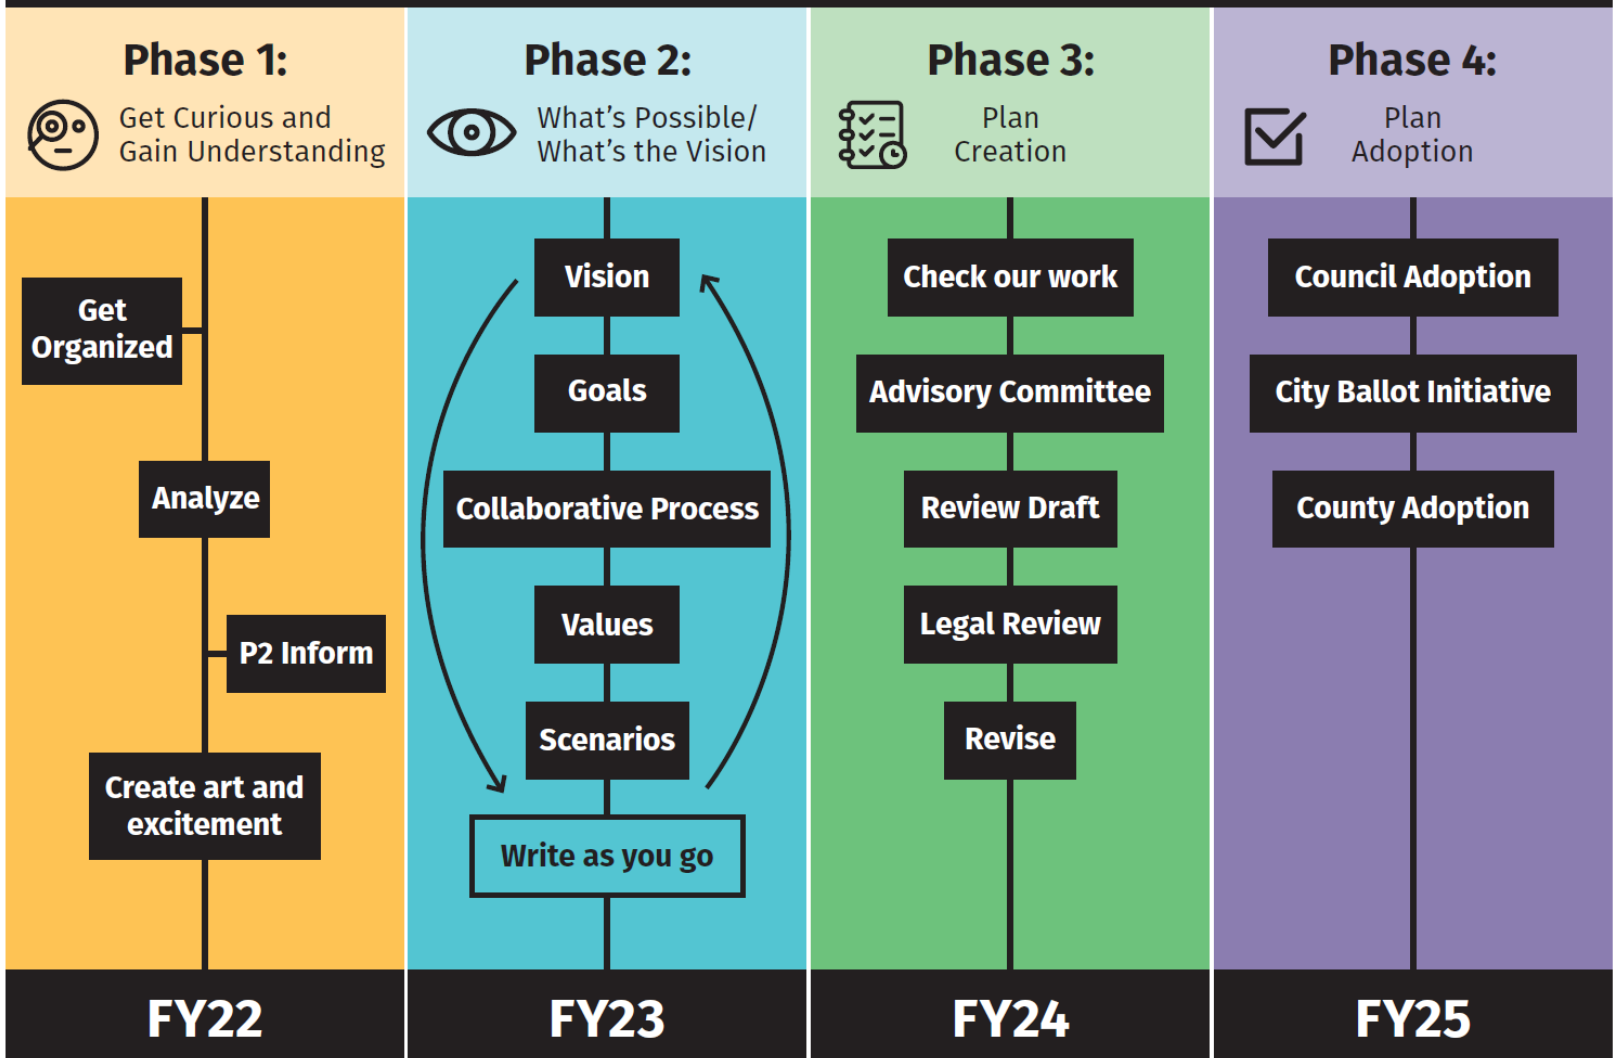 Phase 1:
Get Curious and
Gain Understanding
Get
Organized
Analyze
P2 Inform
Create art and
excitement
FY22
Phase 2:
What's Possible/
What's the Vision
Vision
Goals
Collaborative Process
Values
Scenarios
Write as you go
FY23
Phase 3:
Plan
Creation
Check our work
Advisory Committee
Review Draft
Legal Review
Revise
FY24
Phase 4:
Plan
Adoption
Council Adoption
City Ballot Initiative
County Adoption
FY25